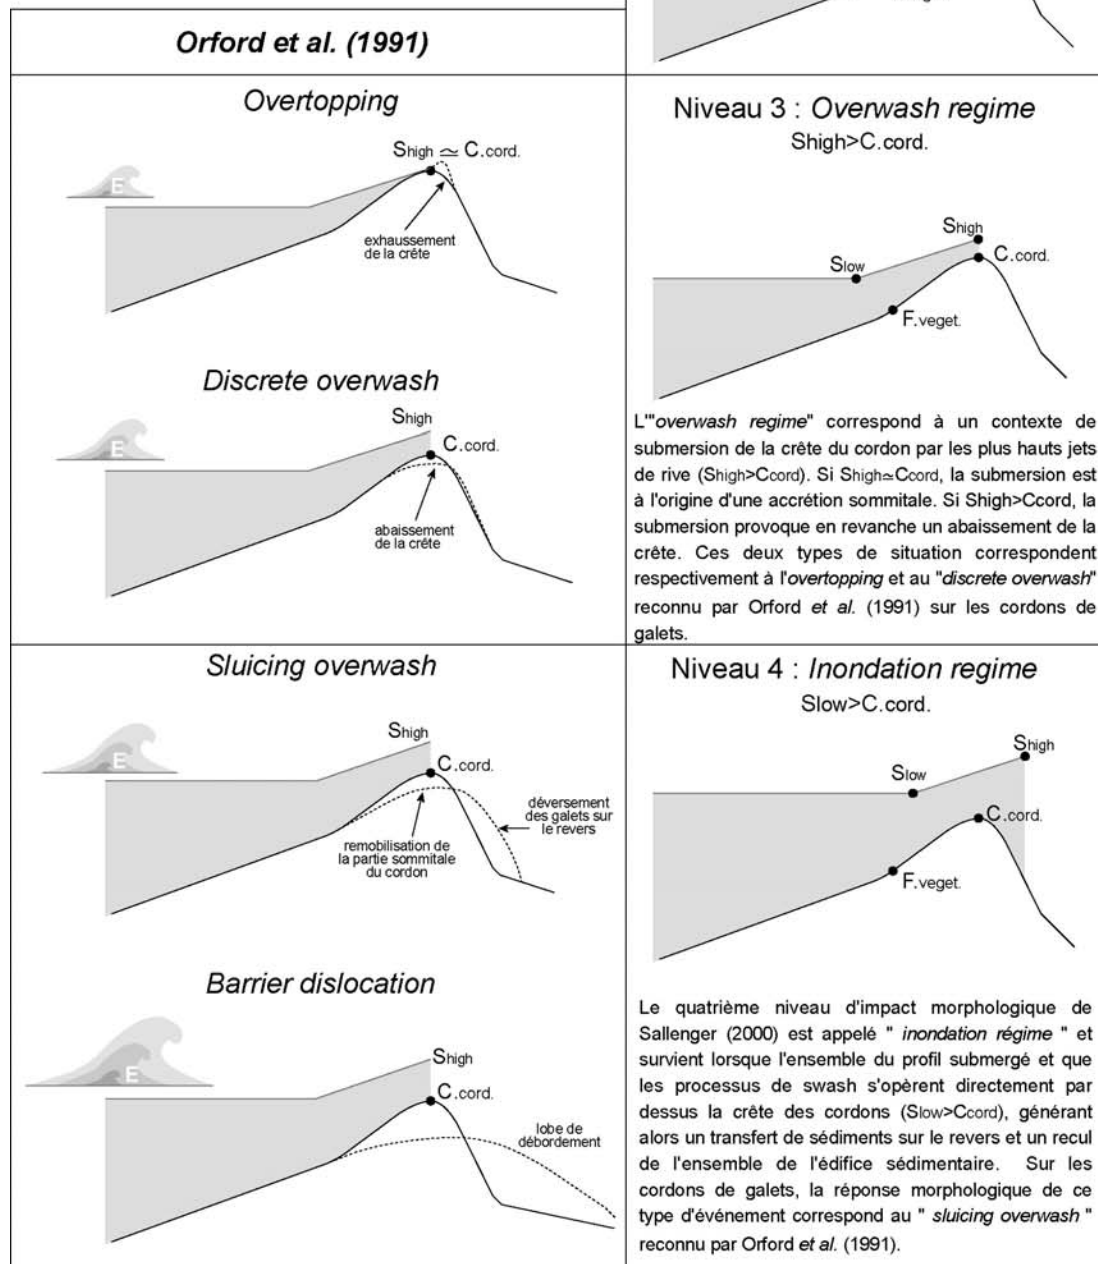 Orford et al. (1991)
Overtopping
Shigh ≃ C.cord.
E
exhaussement
de la crête
Discrete overwash
Shigh
C.cord.
E
abaissement
de la crête
Niveau 3 : Overwash regime
Shigh>C.cord.
Shigh
C.cord.
Slow
F.veget.
L'"overwash regime" correspond à un contexte de
submersion de la crête du cordon par les plus hauts jets
de rive (Shigh>Ccord). Si Shigh≃Ccord, la submersion est
à l'origine d'une accrétion sommitale. Si Shigh>Ccord, la
submersion provoque en revanche un abaissement de la
crête. Ces deux types de situation correspondent
respectivement à l'overtopping et au "discrete overwash"
reconnu par Orford et al. (1991) sur les cordons de
galets.
Sluicing overwash
Shigh
C.cord.
E
déversement
des galets sur
le revers
remobilisation de
la partie sommitale
du cordon
Barrier dislocation
Shigh
C.cord.
E
lobe de
débordement
Niveau 4 : Inondation regime
Slow>C.cord.
Shigh
Slow
C.cord.
F.veget.
Le quatrième niveau d'impact morphologique de
Sallenger (2000) est appelé " inondation régime " et
survient lorsque l'ensemble du profil submergé et que
les processus de swash s'opèrent directement par
dessus la crête des cordons (Slow>Ccord), générant
alors un transfert de sédiments sur le revers et un recul
de l'ensemble de l'édifice sédimentaire. Sur les
cordons de galets, la réponse morphologique de ce
type d'événement correspond au " sluicing overwash "
reconnu par Orford et al. (1991).